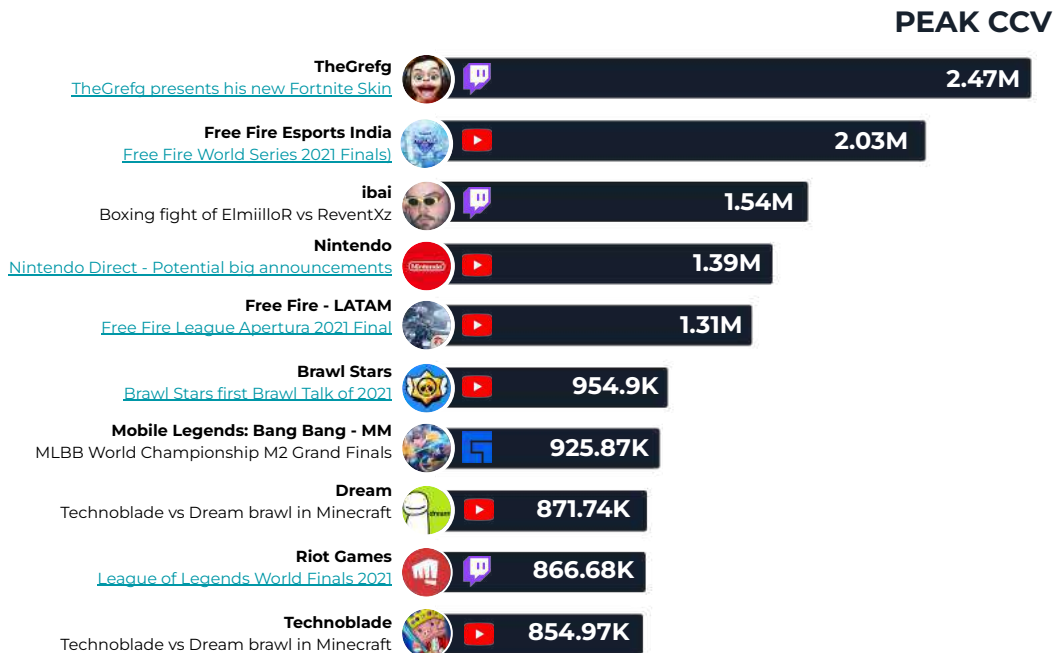 PEAK CCV
TheGrefg
TheGrefg presents his new Fortnite Skin
2.47M
Free Fire Esports India
Free Fire World Series 2021 Finals)
2.03M
ibai
Boxing fight of ElmiilloR vs ReventXz
1.54M
Nintendo
Nintendo Direct - Potential big announcements
Nintendo
1.39M
Free Fire - LATAM
Free Fire League Apertura 2021 Final
1.31M
Brawl Stars
Brawl Stars first Brawl Talk of 2021
954.9K
Mobile Legends: Bang Bang - MM
MLBB World Championship M2 Grand Finals
925.87K
Dream
Technoblade vs Dream brawl in Minecraft
dream
871.74K
Riot Games
League of Legends World Finals 2021
866.68K
Technoblade
Technoblade vs Dream brawl in Minecraft
854.97K